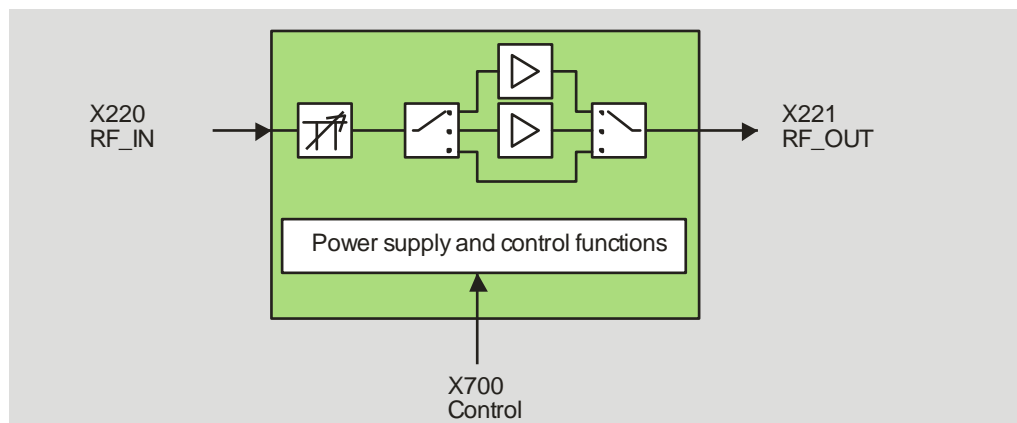 X220
RF_IN
X221
RF_OUT
Power supply and control functions
X700
Control